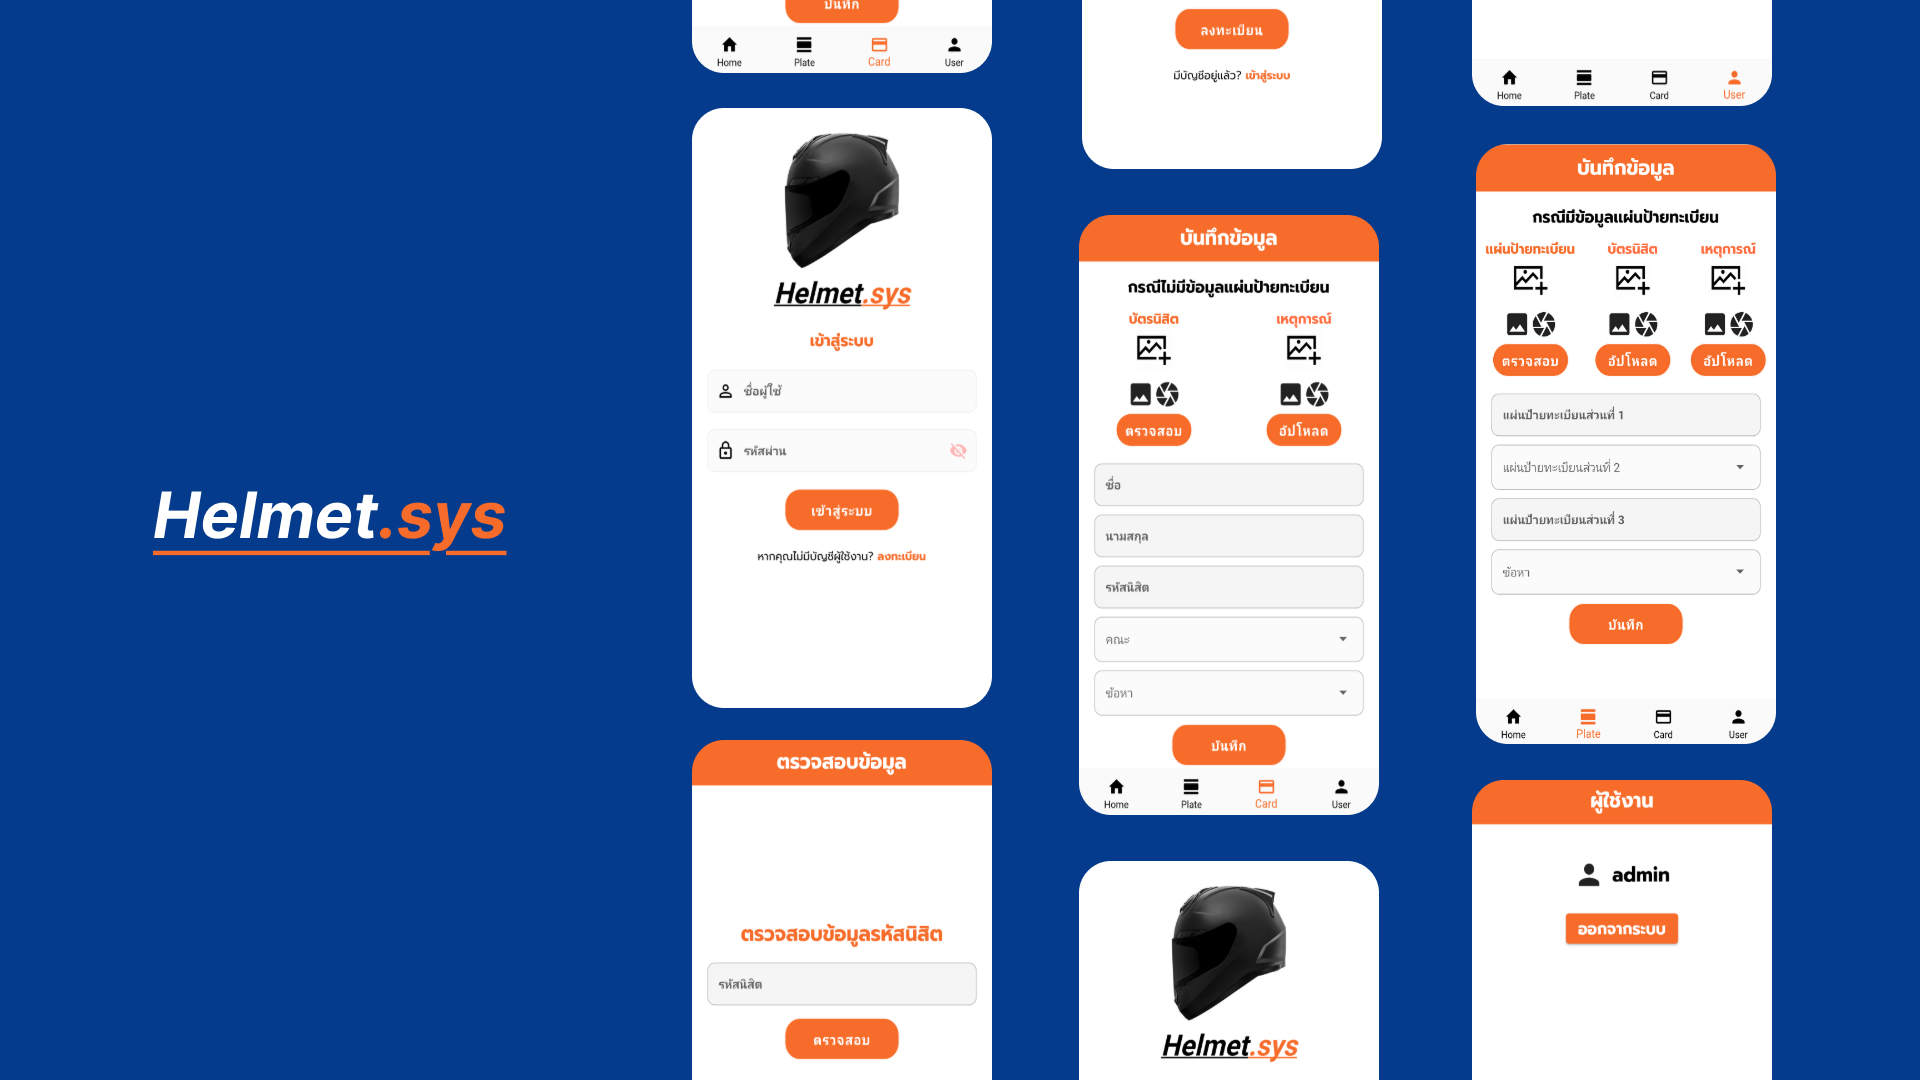 Helmet.sys
บันทึก
Home Plate Card User
Helmet.sys
เข้าสู่ระบบ
ชื่อผู้ใช้
รหัสผ่าน
เข้าสู่ระบบ
หากคุณไม่มีบัญชีผู้ใช้งาน? ลงทะเบียน
ตรวจสอบข้อมูล
ตรวจสอบข้อมูลรหัสนิสิต
รหัสนิสิต
ตรวจสอบ
ลงทะเบียน
มีบัญชีอยู่แล้ว? เข้าสู่ระบบ
บันทึกข้อมูล
กรณีไม่มีข้อมูลแผ่นป้ายทะเบียน
บัตรนิสิต เหตุการณ์
ตรวจสอบ อัปโหลด
ชื่อ
นามสกุล
รหัสนิสิต
คณะ
ข้อหา
บันทึก
Home Plate Card User
Helmet.sys
Home Plate Card User
บันทึกข้อมูล
กรณีมีข้อมูลแผ่นป้ายทะเบียน
แผ่นป้ายทะเบียน บัตรนิสิต เหตุการณ์
ตรวจสอบ อัปโหลด อัปโหลด
แผ่นป้ายทะเบียนส่วนที่ 1
แผ่นป้ายทะเบียนส่วนที่ 2
แผ่นป้ายทะเบียนส่วนที่ 3
ข้อหา
บันทึก
Home Plate Card User
ผู้ใช้งาน
admin
ออกจากระบบ